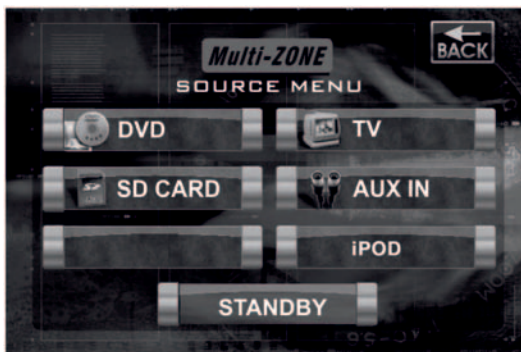 Multi-ZONE
BACK
SOURCE MENU
DVD
TV
SD CARD
AUX IN
iPOD
STANDBY